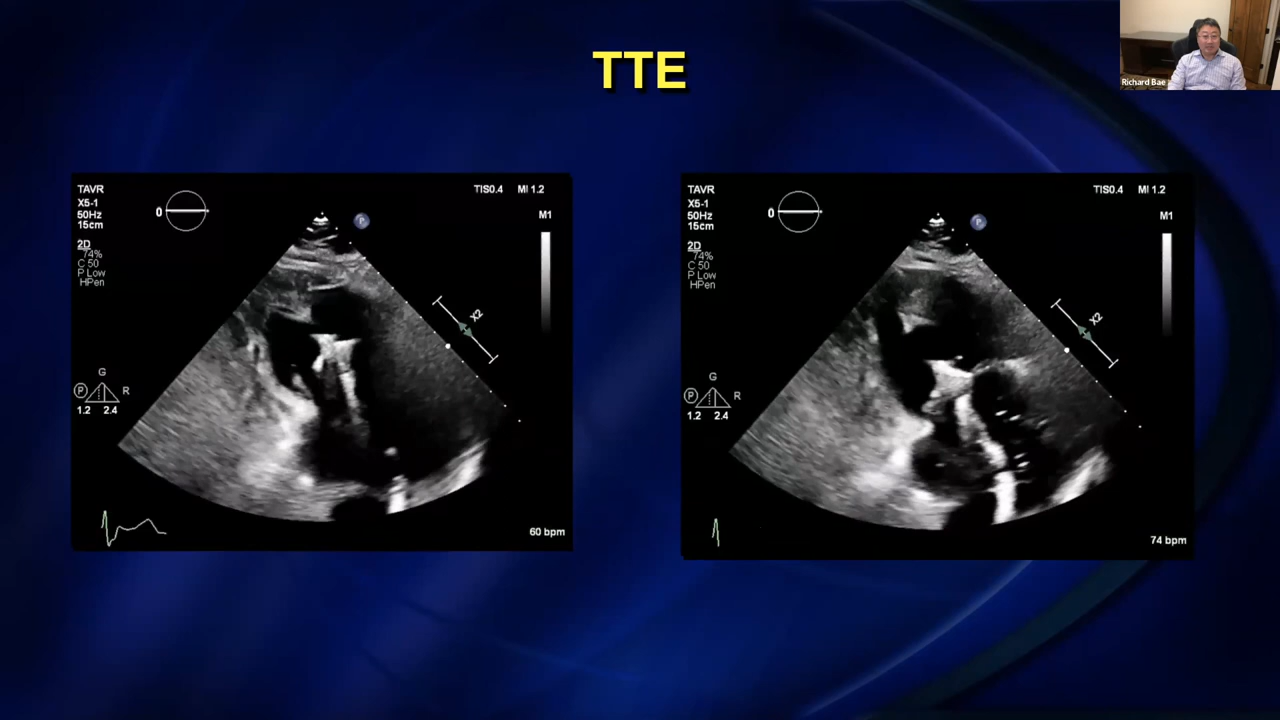 TTE
Richard Bae
TAVR
X5-1
50Hz
15cm
2D
74%
C 50
P Low
HPen
0
P
TIS0.4 MI 1.2
M1
X2
G
P R
1.2 2.4
60 bpm
TAVR
X5-1
50Hz
15cm
2D
74%
C 50
P Low
HPen
0
P
TIS0.4 MI 1.2
M1
X2
G
P R
1.2 2.4
74 bpm